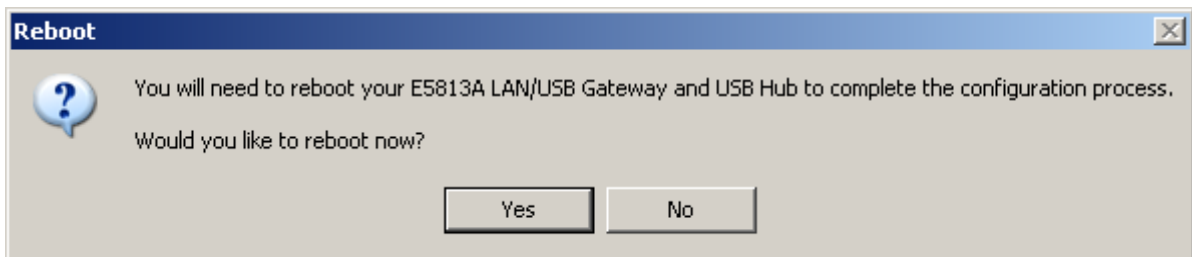 Reboot
You will need to reboot your E5813A LAN/USB Gateway and USB Hub to complete the configuration process.
Would you like to reboot now?
Yes No